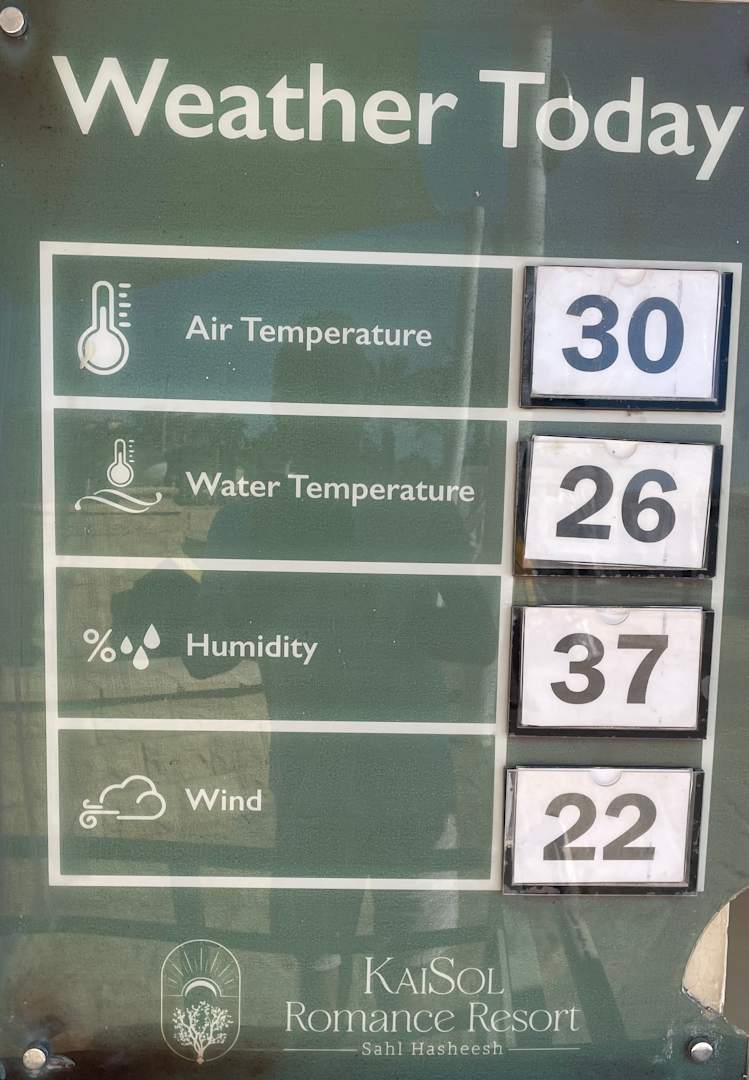 Weather Today
Air Temperature 30
Water Temperature 26
% Humidity 37
Wind 22
KAISOL
Romance Resort
Sahl Hasheesh